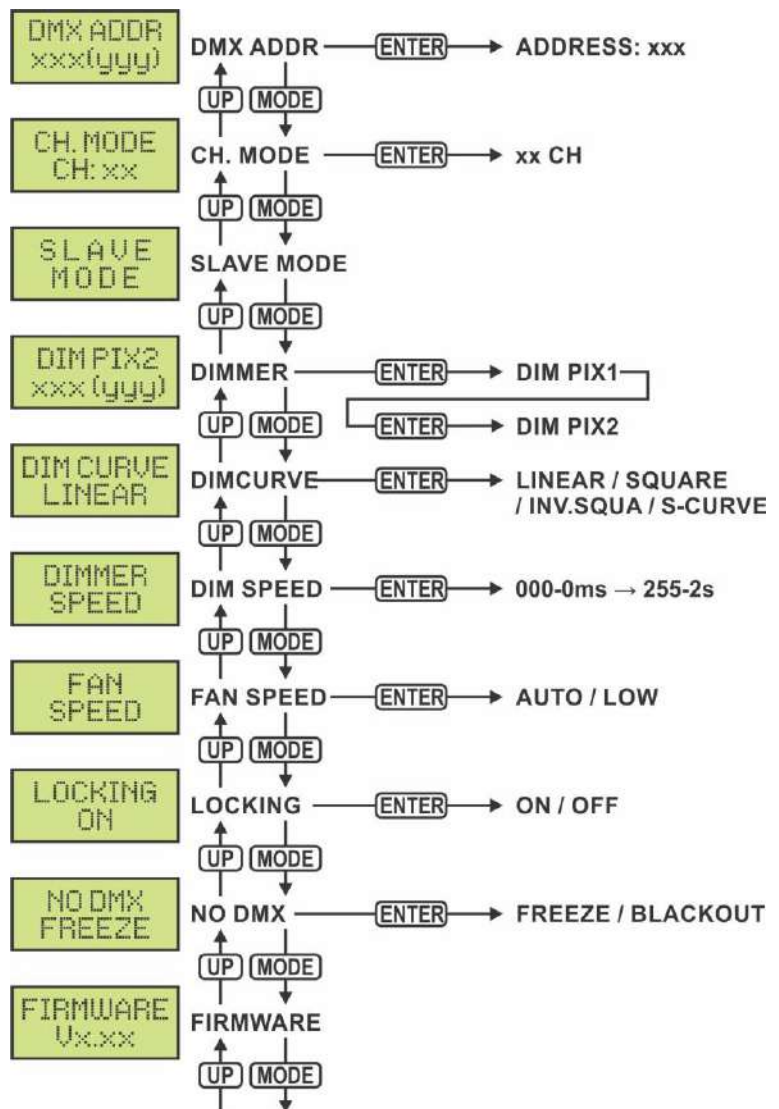 DMX ADDR
xxx(yyy)
DMX ADDR ENTER ADDRESS: xxx
UP MODE
CH. MODE
CH: xx
CH. MODE ENTER xx CH
UP MODE
SLAVE
MODE
SLAVE MODE
UP MODE
DIM PIX2
xxx (yyy)
DIMMER ENTER DIM PIX1
UP MODE ENTER DIM PIX2
DIM CURVE
LINEAR
DIMCURVE ENTER LINEAR / SQUARE
/ INV.SQUA / S-CURVE
UP MODE
DIMMER
SPEED
DIM SPEED ENTER 000-0ms → 255-2s
UP MODE
FAN
SPEED
FAN SPEED ENTER AUTO / LOW
UP MODE
LOCKING
ON
LOCKING ENTER ON / OFF
UP MODE
NO DMX
FREEZE
NO DMX ENTER FREEZE / BLACKOUT
UP MODE
FIRMWARE
Vx.xx
FIRMWARE
UP MODE